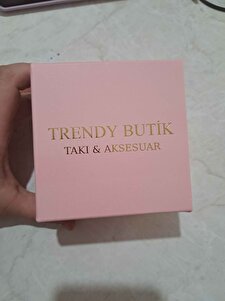 TRENDY BUTİK
TAKI & AKSESUAR